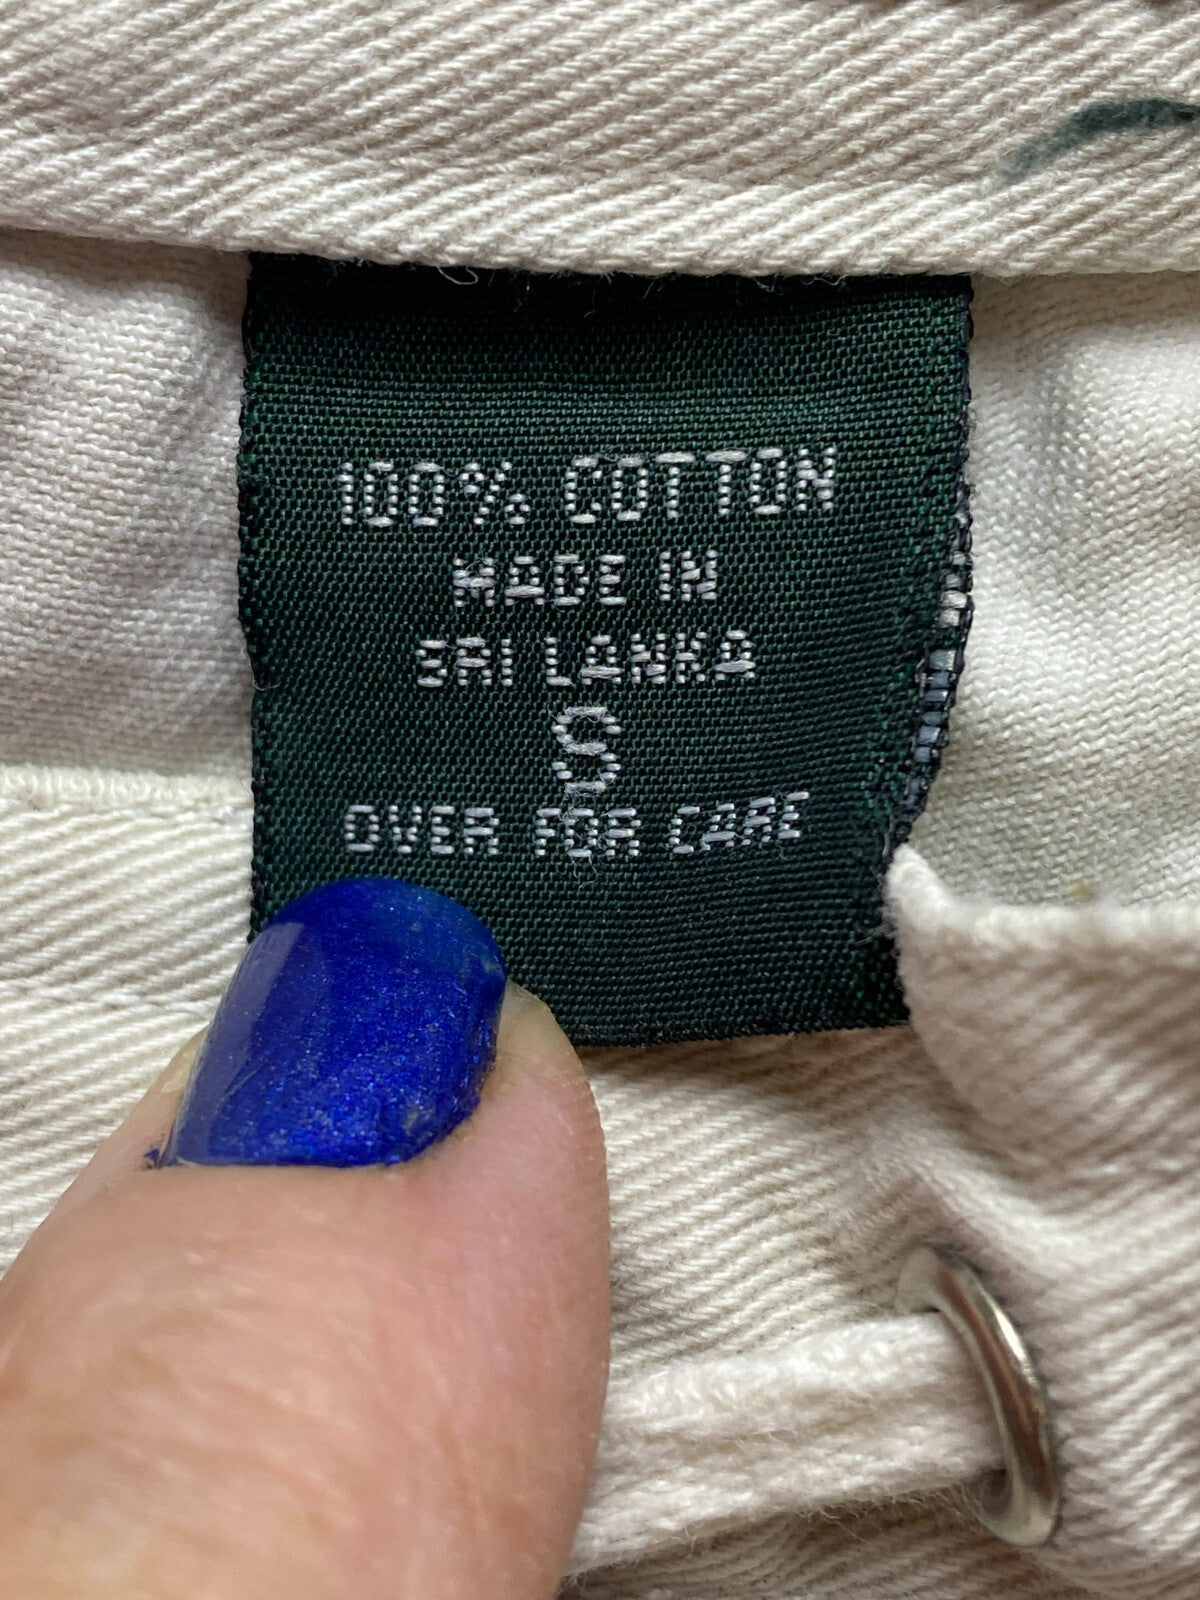 100% COTTON
MADE IN
SRI LANKA
S
OVER FOR CARE